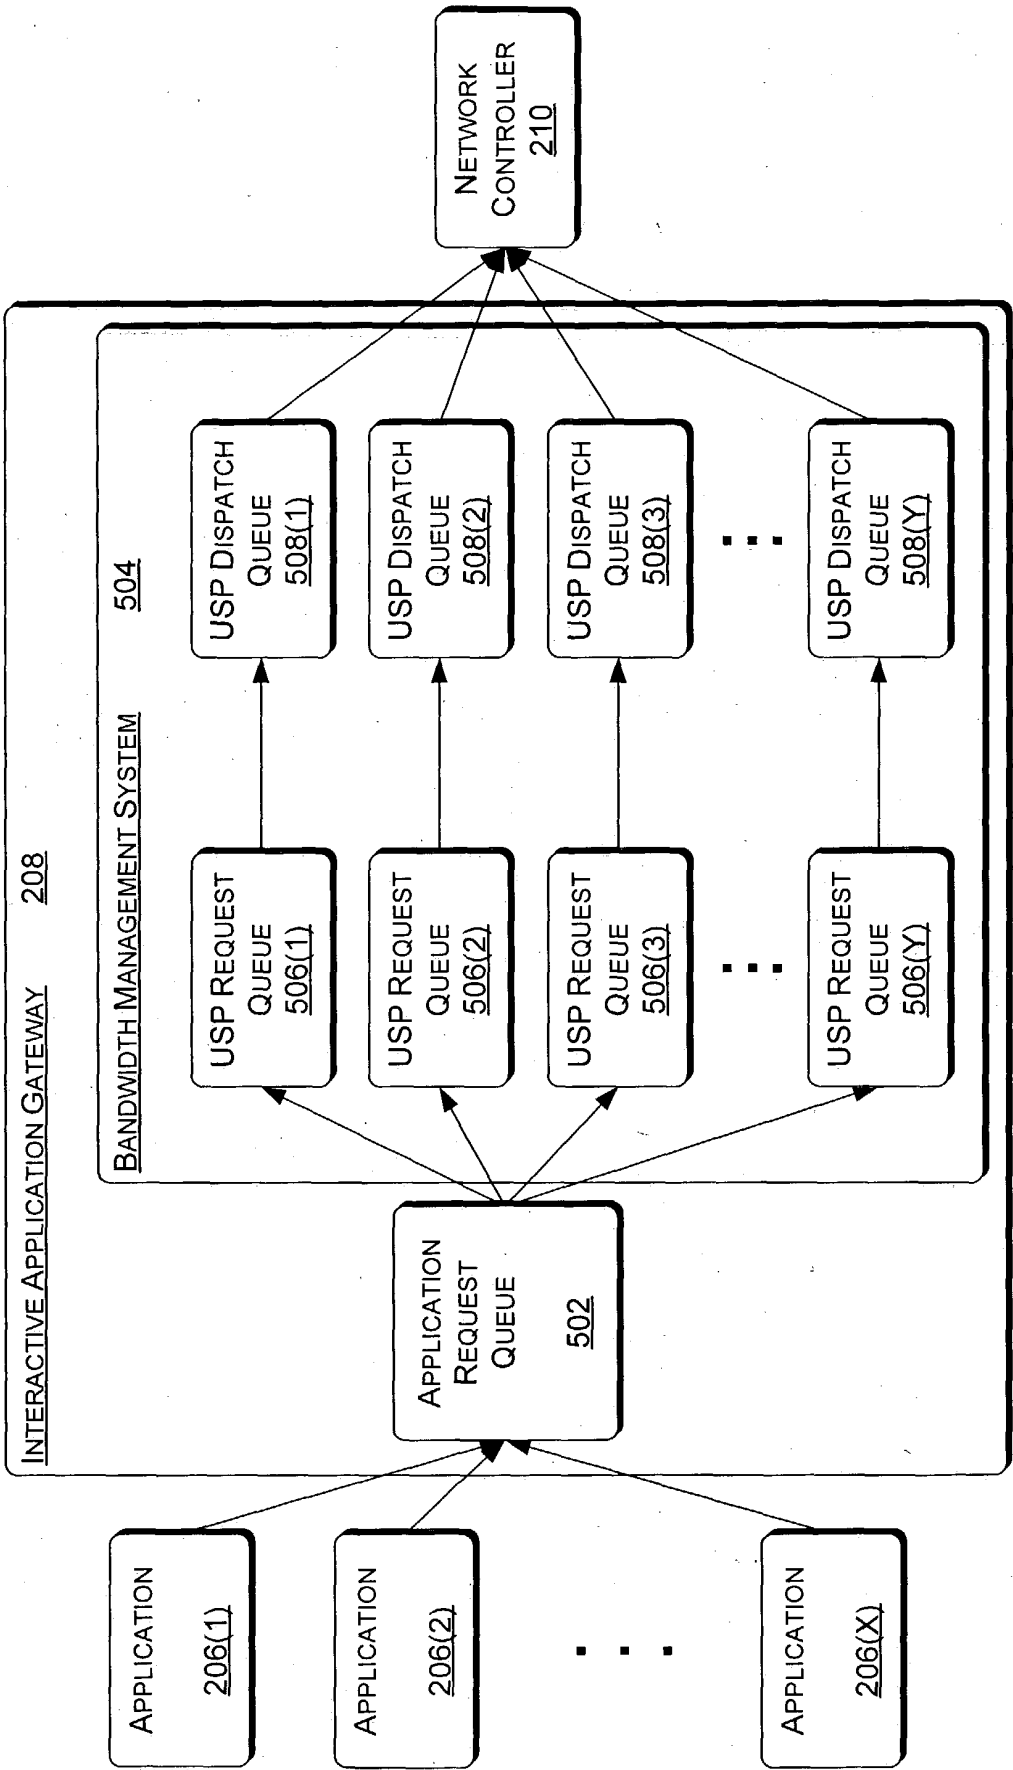 INTERACTIVE APPLICATION GATEWAY 208
BANDWIDTH MANAGEMENT SYSTEM 504
APPLICATION
206(1)
APPLICATION
206(2)
APPLICATION
206(X)
APPLICATION
REQUEST
QUEUE
502
USP REQUEST
QUEUE
506(1)
USP REQUEST
QUEUE
506(2)
USP REQUEST
QUEUE
506(3)
USP REQUEST
QUEUE
506(Y)
USP DISPATCH
QUEUE
508(1)
USP DISPATCH
QUEUE
508(2)
USP DISPATCH
QUEUE
508(3)
USP DISPATCH
QUEUE
508(Y)
NETWORK
CONTROLLER
210